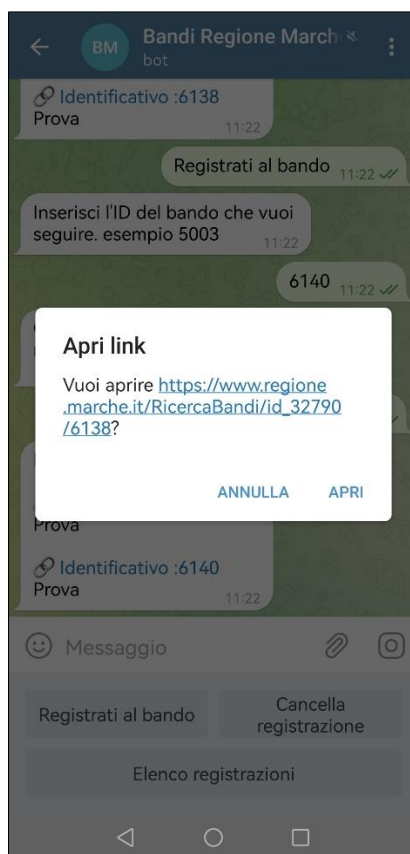 BM
Bandi Regione March
bot
Identificativo :6138
Prova
11:22
Registrati al bando 11:22
Inserisci l'ID del bando che vuoi
seguire. esempio 5003
11:22
6140 11:22
Apri link
Vuoi aprire https://www.regione
.marche.it/RicercaBandi/id_32790
/6138?
ANNULLA APRI
Prova
Identificativo :6140
Prova
11:22
Messaggio
Registrati al bando
Cancella
registrazione
Elenco registrazioni